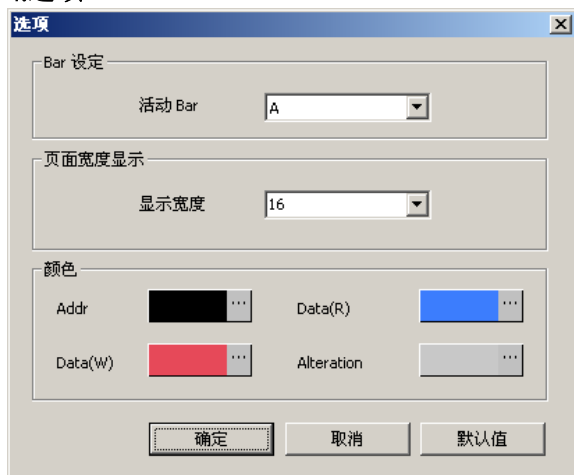 选项
Bar 设定
活动 Bar A
页面宽度显示
显示宽度 16
颜色
Addr ... Data(R) ...
Data(W) ... Alteration ...
确定 取消 默认值